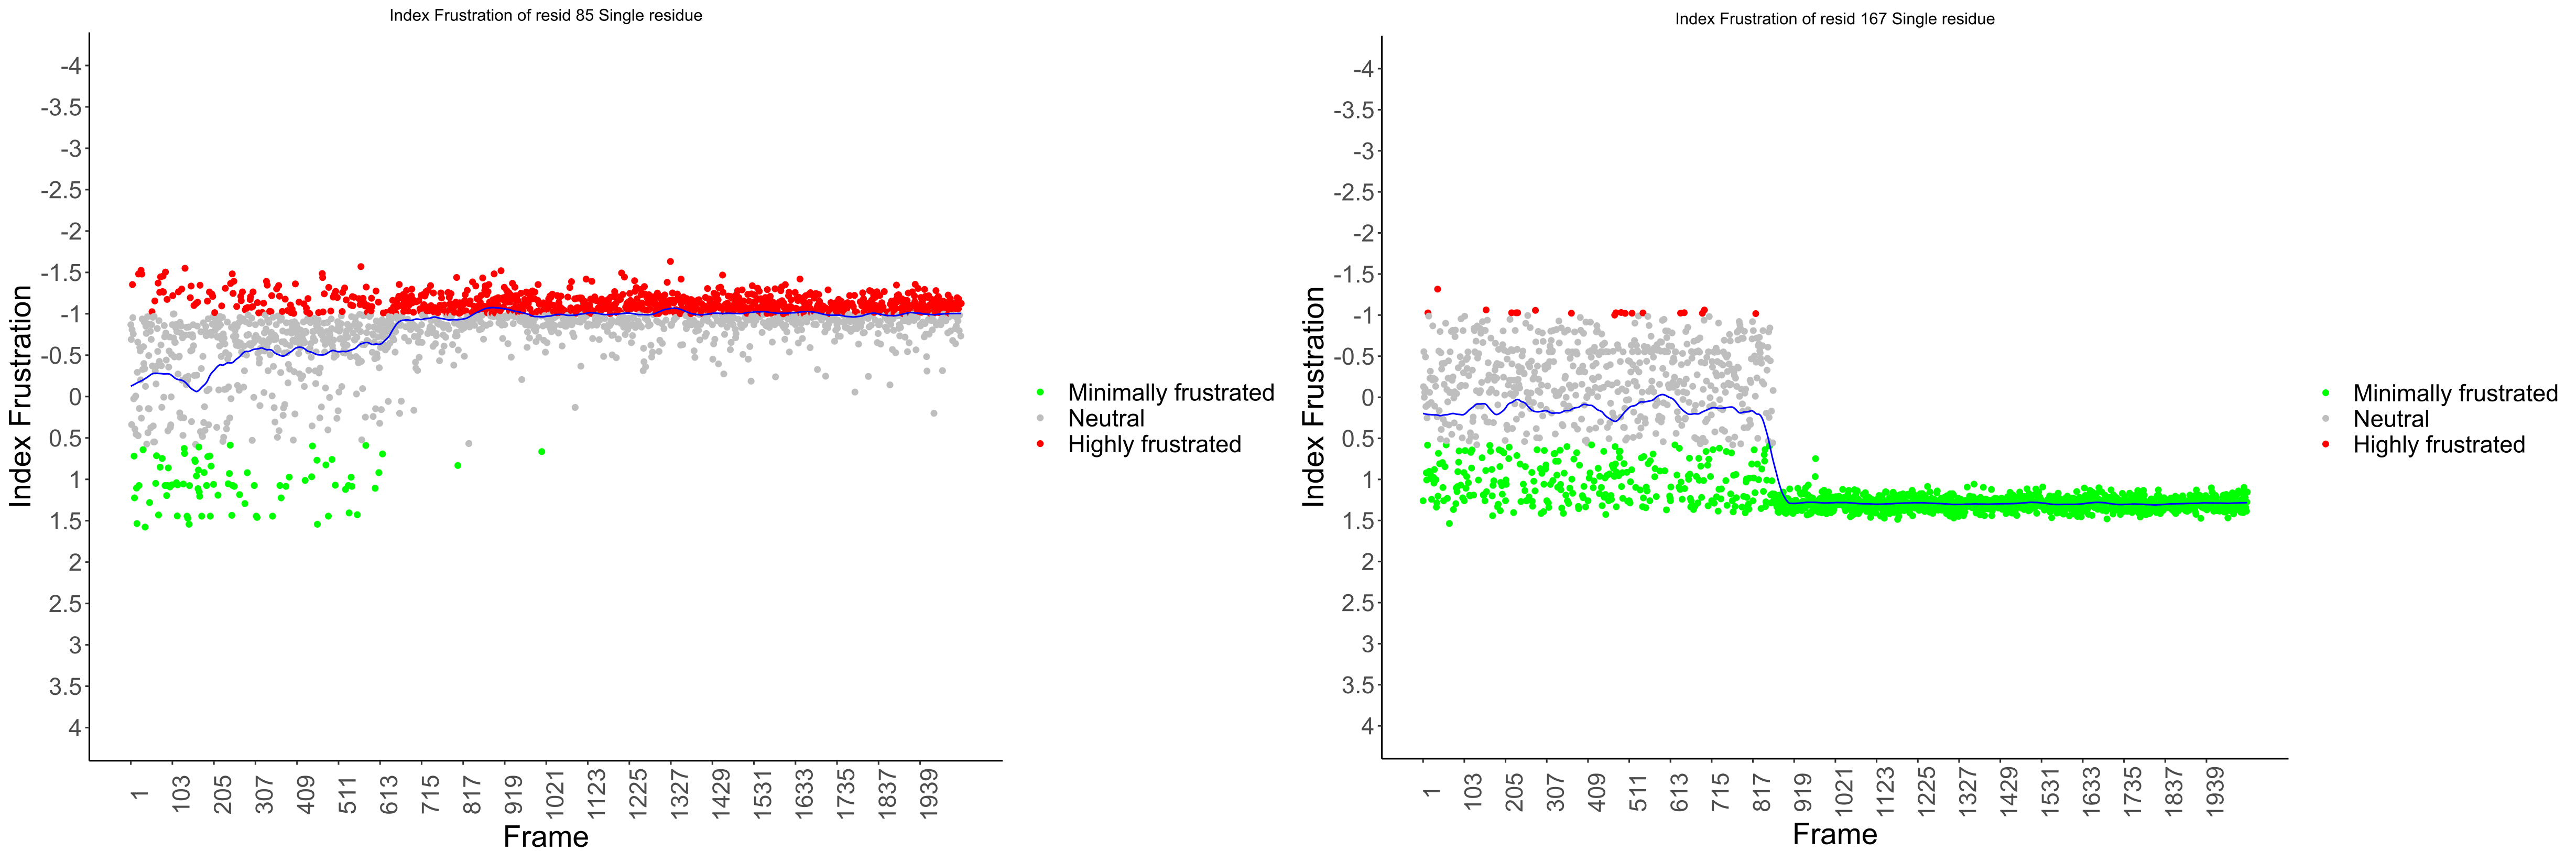 Index Frustration of resid 85 Single residue
Index Frustration
-4
-3.5
-3
-2.5
-2
-1.5
-1
-0.5
0
0.5
1
1.5
2
2.5
3
3.5
4
1 103 205 307 409 511 613 715 817 919 1021 1123 1225 1327 1429 1531 1633 1735 1837 1939
Frame
Minimally frustrated
Neutral
Highly frustrated
Index Frustration of resid 167 Single residue
Index Frustration
-4
-3.5
-3
-2.5
-2
-1.5
-1
-0.5
0
0.5
1
1.5
2
2.5
3
3.5
4
1 103 205 307 409 511 613 715 817 919 1021 1123 1225 1327 1429 1531 1633 1735 1837 1939
Frame
Minimally frustrated
Neutral
Highly frustrated